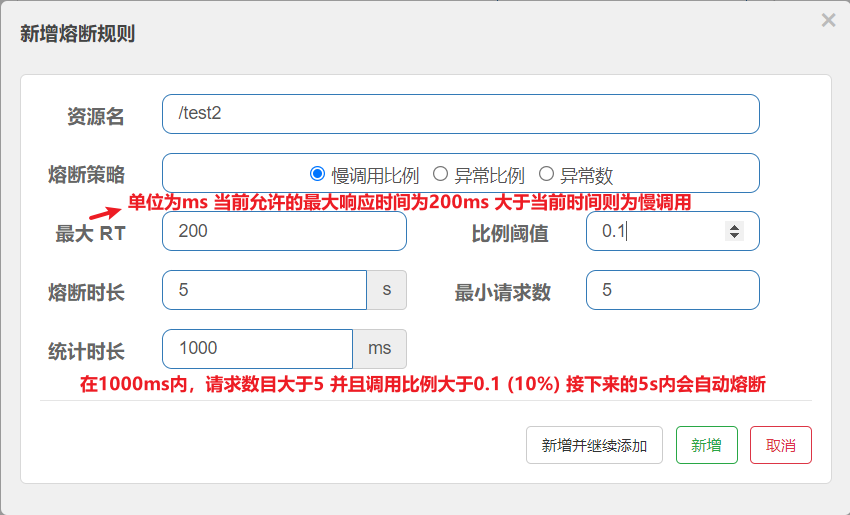 新增熔断规则
×
资源名 /test2
熔断策略 慢调用比例 异常比例 异常数
单位为ms 当前允许的最大响应时间为200ms 大于当前时间则为慢调用
最大 RT 200 比例阈值 0.1
熔断时长 5 s 最小请求数 5
统计时长 1000 ms
在1000ms内，请求数目大于5 并且调用比例大于0.1 (10%) 接下来的5s内会自动熔断
新增并继续添加 新增 取消